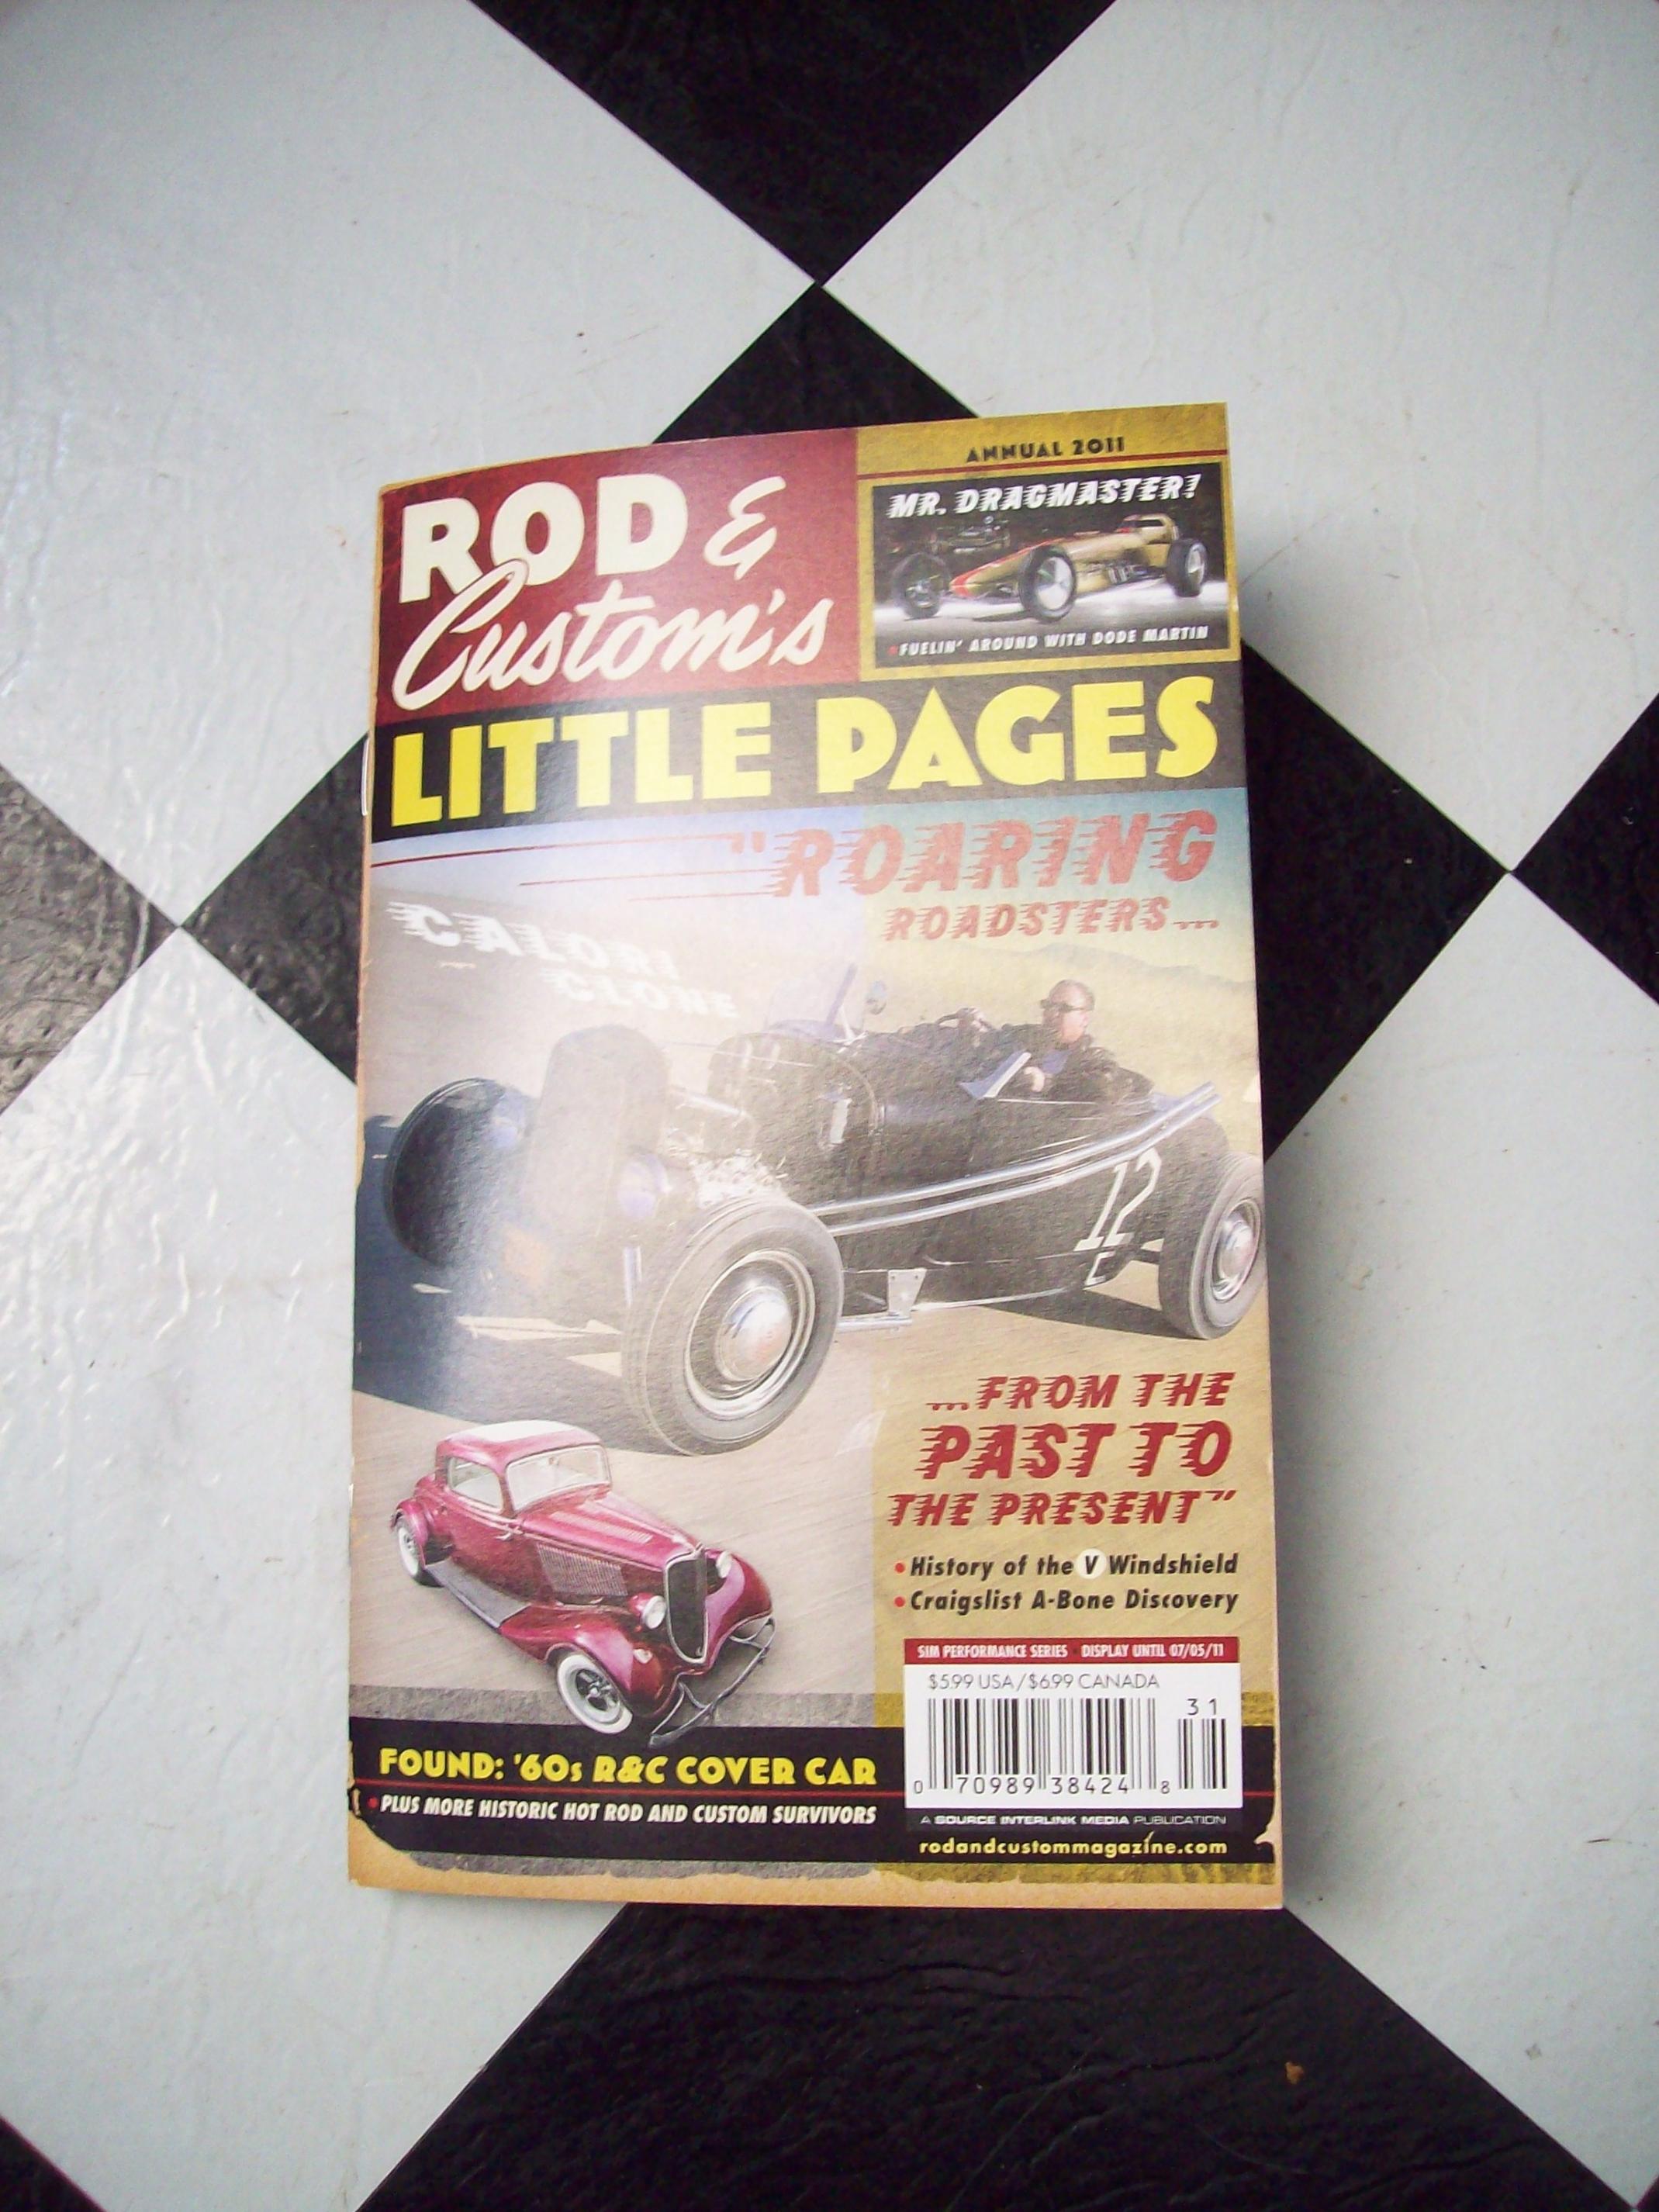 ANNUAL 2011
ROD &
Custom's
MR. DRAGMASTER!
•FUELIN' AROUND WITH DODE MARTIN
LITTLE PAGES
"ROARING
ROADSTERS...
CALORI
CLONE
12
...FROM THE
PAST TO
THE PRESENT"
•History of the V Windshield
•Craigslist A-Bone Discovery
SIM PERFORMANCE SERIES • DISPLAY UNTIL 07/05/11
$5.99 USA/$6.99 CANADA
31
0 70989 38424 8
FOUND: '60s R&C COVER CAR
•PLUS MORE HISTORIC HOT ROD AND CUSTOM SURVIVORS
A SOURCE INTERLINK MEDIA PUBLICATION
rodandcustommagazine.com